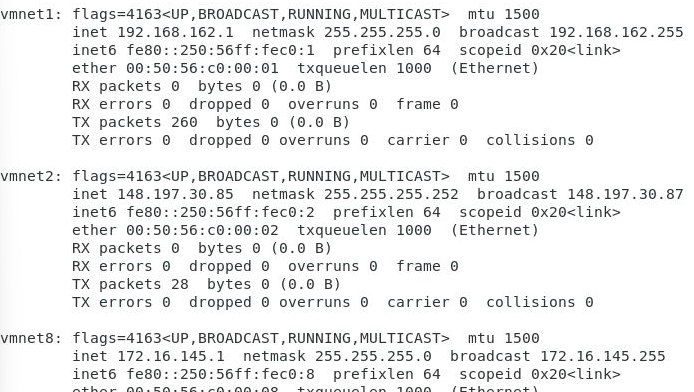 vmnet1: flags=4163<UP,BROADCAST,RUNNING,MULTICAST>  mtu 1500
        inet 192.168.162.1  netmask 255.255.255.0  broadcast 192.168.162.255
        inet6 fe80::250:56ff:fec0:1  prefixlen 64  scopeid 0x20<link>
        ether 00:50:56:c0:00:01  txqueuelen 1000  (Ethernet)
        RX packets 0  bytes 0 (0.0 B)
        RX errors 0  dropped 0  overruns 0  frame 0
        TX packets 260  bytes 0 (0.0 B)
        TX errors 0  dropped 0 overruns 0  carrier 0  collisions 0

vmnet2: flags=4163<UP,BROADCAST,RUNNING,MULTICAST>  mtu 1500
        inet 148.197.30.85  netmask 255.255.255.252  broadcast 148.197.30.87
        inet6 fe80::250:56ff:fec0:2  prefixlen 64  scopeid 0x20<link>
        ether 00:50:56:c0:00:02  txqueuelen 1000  (Ethernet)
        RX packets 0  bytes 0 (0.0 B)
        RX errors 0  dropped 0  overruns 0  frame 0
        TX packets 28  bytes 0 (0.0 B)
        TX errors 0  dropped 0 overruns 0  carrier 0  collisions 0

vmnet8: flags=4163<UP,BROADCAST,RUNNING,MULTICAST>  mtu 1500
        inet 172.16.145.1  netmask 255.255.255.0  broadcast 172.16.145.255
        inet6 fe80::250:56ff:fec0:8  prefixlen 64  scopeid 0x20<link>
        ether 00:50:56:c0:00:08  txqueuelen 1000  (Ethernet)